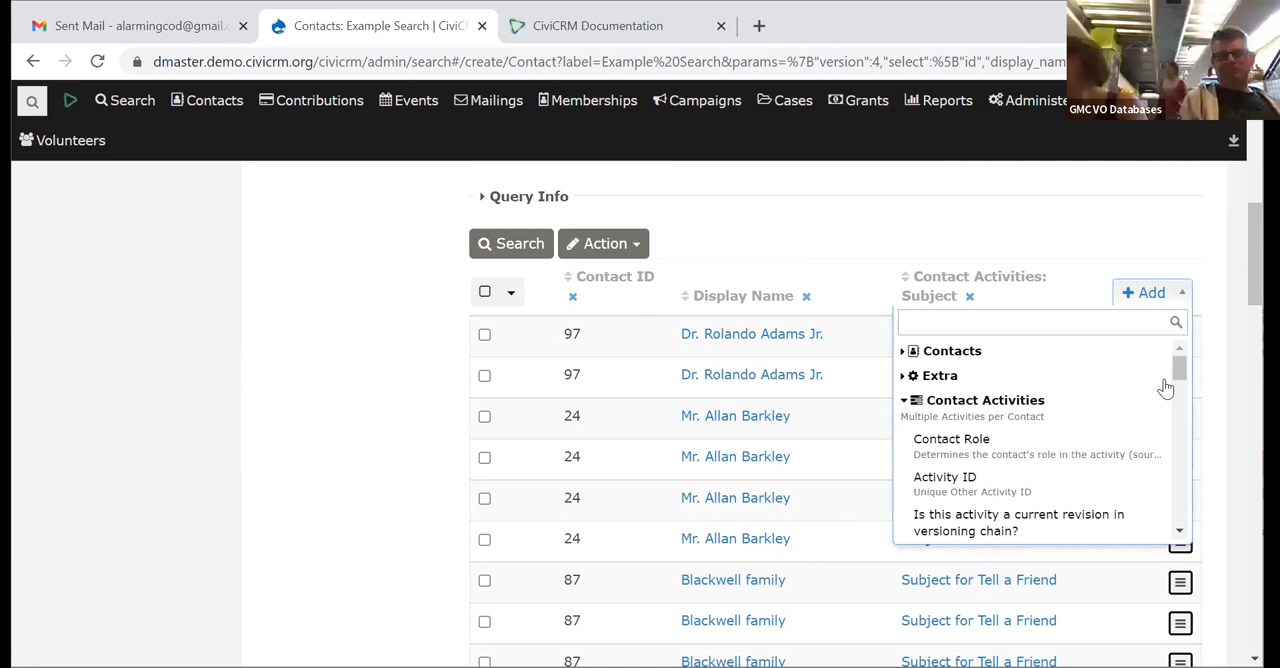 Sent Mail - alarmingcod@gmail.
Contacts: Example Search | CiviC
CiviCRM Documentation
dmaster.demo.civicrm.org/civicrm/admin/search#/create/Contact?label=Example%20Search&params=%7B"version":4,"select":%5B"id","display_nam
Search
Contacts
Contributions
Events
Mailings
Memberships
Campaigns
Cases
Grants
Reports
Administe
GMCVO Databases
Volunteers
Query Info
Search
Action
Contact ID
Display Name
Contact Activities:
Subject
+ Add
97 Dr. Rolando Adams Jr.
97 Dr. Rolando Adams Jr.
24 Mr. Allan Barkley
24 Mr. Allan Barkley
24 Mr. Allan Barkley
24 Mr. Allan Barkley
87 Blackwell family Subject for Tell a Friend
87 Blackwell family Subject for Tell a Friend
87 Blackwell family Subject for Tell a Friend
Contacts
Extra
Contact Activities
Multiple Activities per Contact
Contact Role
Determines the contact's role in the activity (sour...
Activity ID
Unique Other Activity ID
Is this activity a current revision in
versioning chain?